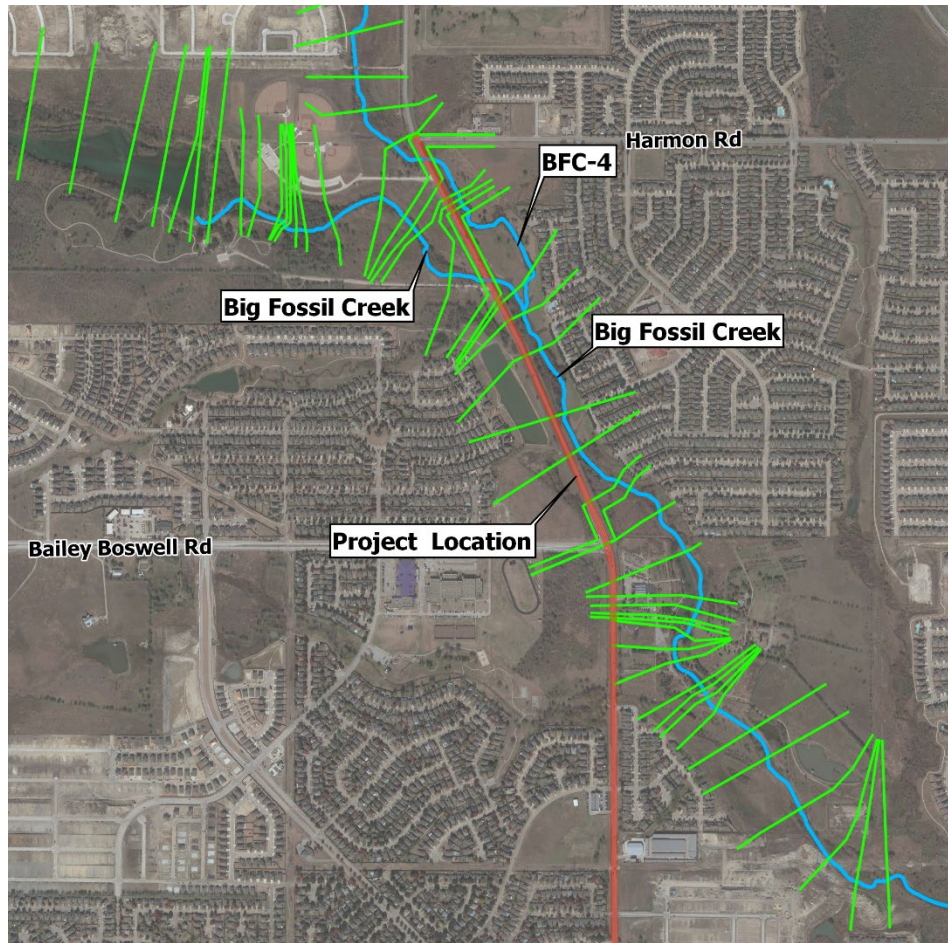 Harmon Rd
BFC-4
Big Fossil Creek
Big Fossil Creek
Project Location
Bailey Boswell Rd